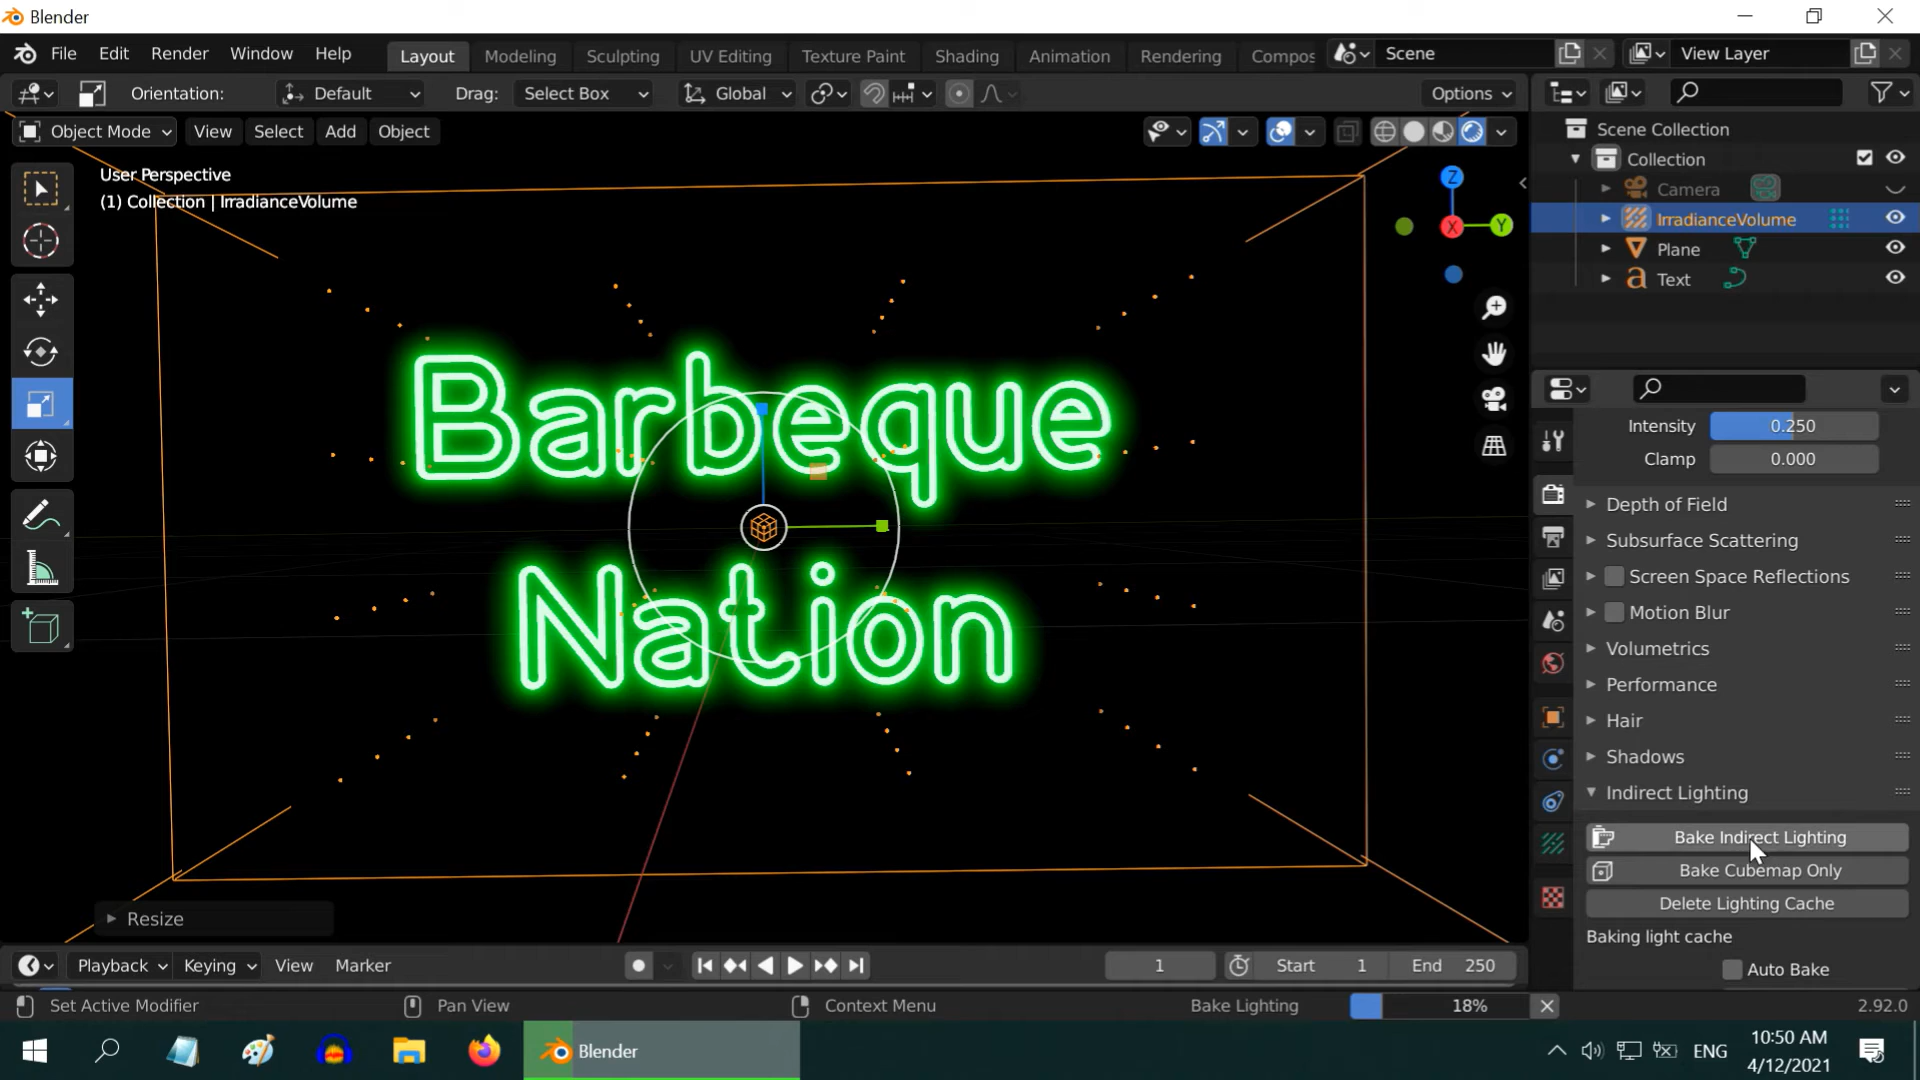 Blender
File Edit Render Window Help Layout Modeling Sculpting UV Editing Texture Paint Shading Animation Rendering Compos Scene View Layer
Orientation: Default Drag: Select Box Global Options
Object Mode View Select Add Object
User Perspective
(1) Collection | IrradianceVolume
Z
X
Y
Barbeque
Nation
Resize
Scene Collection
Collection
Camera
IrradianceVolume
Plane
Text
Intensity 0.250
Clamp 0.000
Depth of Field
Subsurface Scattering
Screen Space Reflections
Motion Blur
Volumetrics
Performance
Hair
Shadows
Indirect Lighting
Bake Indirect Lighting
Bake Cubemap Only
Delete Lighting Cache
Baking light cache
Auto Bake
Playback Keying View Marker 1 Start 1 End 250
Set Active Modifier Pan View Context Menu Bake Lighting 18% 2.92.0
Blender ENG 10:50 AM
4/12/2021